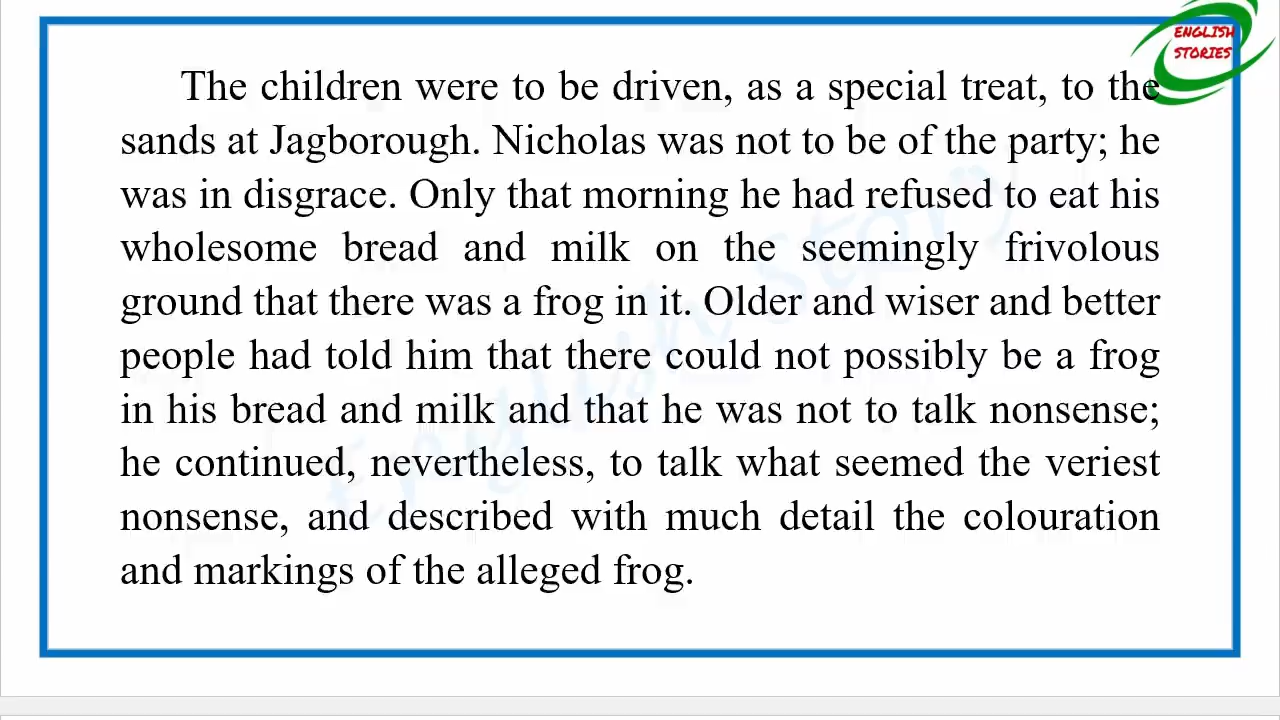 ENGLISH
STORIES
The children were to be driven, as a special treat, to the
sands at Jagborough. Nicholas was not to be of the party; he
was in disgrace. Only that morning he had refused to eat his
wholesome bread and milk on the seemingly frivolous
ground that there was a frog in it. Older and wiser and better
people had told him that there could not possibly be a frog
in his bread and milk and that he was not to talk nonsense;
he continued, nevertheless, to talk what seemed the veriest
nonsense, and described with much detail the colouration
and markings of the alleged frog.
English Story